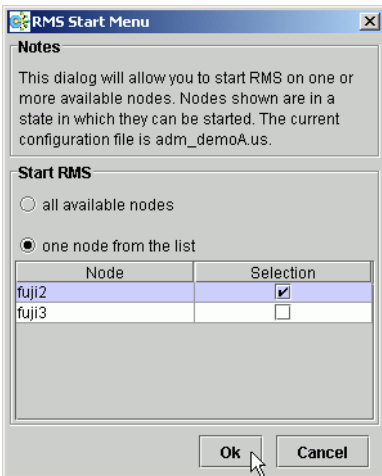 RMS Start Menu
Notes
This dialog will allow you to start RMS on one or
more available nodes. Nodes shown are in a
state in which they can be started. The current
configuration file is adm_demoA.us.
Start RMS
all available nodes
one node from the list
Node Selection
fuji2
fuji3
Ok Cancel